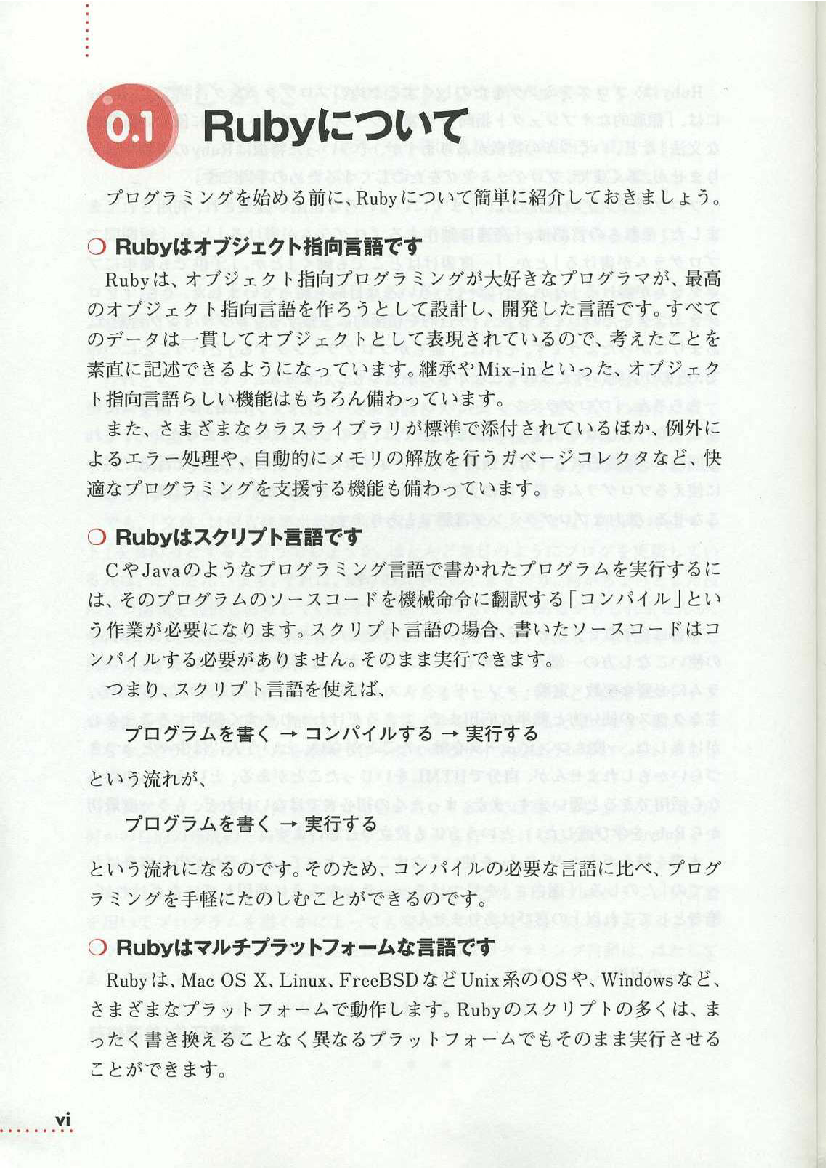 0.1 Rubyについて
プログラミングを始める前に、Rubyについて簡単に紹介しておきましょう。
❍ Rubyはオブジェクト指向言語です
Rubyは、オブジェクト指向プログラミングが大好きなプログラマが、最高
のオブジェクト指向言語を作ろうとして設計し、開発した言語です。すべて
のデータは一貫してオブジェクトとして表現されているので、考えたことを
素直に記述できるようになっています。継承やMix-inといった、オブジェク
ト指向言語らしい機能はもちろん備わっています。
また、さまざまなクラスライブラリが標準で添付されているほか、例外に
よるエラー処理や、自動的にメモリの解放を行うガベージコレクタなど、快
適なプログラミングを支援する機能も備わっています。
❍ Rubyはスクリプト言語です
CやJavaのようなプログラミング言語で書かれたプログラムを実行するに
は、そのプログラムのソースコードを機械命令に翻訳する「コンパイル」とい
う作業が必要になります。スクリプト言語の場合、書いたソースコードはコ
ンパイルする必要がありません。そのまま実行できます。
つまり、スクリプト言語を使えば、
プログラムを書く → コンパイルする → 実行する
という流れが、
プログラムを書く → 実行する
という流れになるのです。そのため、コンパイルの必要な言語に比べ、プログ
ラミングを手軽にたのしむことができるのです。
❍ Rubyはマルチプラットフォームな言語です
Rubyは、Mac OS X、Linux、FreeBSDなどUnix系のOSや、Windowsなど、
さまざまなプラットフォームで動作します。Rubyのスクリプトの多くは、ま
ったく書き換えることなく異なるプラットフォームでもそのまま実行させる
ことができます。
vi